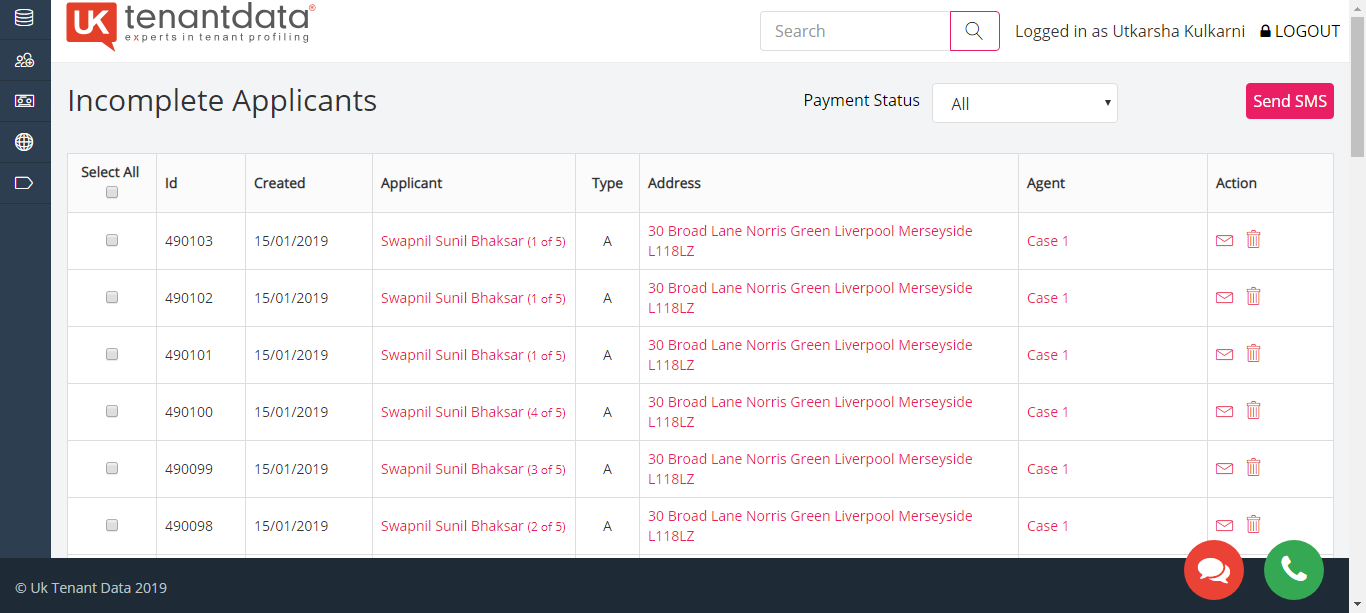 UK tenantdata®
experts in tenant profiling
Search
Logged in as Utkarsha Kulkarni LOGOUT
Incomplete Applicants
Payment Status All
Send SMS
Select All Id Created Applicant Type Address Agent Action
490103 15/01/2019 Swapnil Sunil Bhaksar (1 of 5) A 30 Broad Lane Norris Green Liverpool Merseyside
L118LZ Case 1
490102 15/01/2019 Swapnil Sunil Bhaksar (1 of 5) A 30 Broad Lane Norris Green Liverpool Merseyside
L118LZ Case 1
490101 15/01/2019 Swapnil Sunil Bhaksar (1 of 5) A 30 Broad Lane Norris Green Liverpool Merseyside
L118LZ Case 1
490100 15/01/2019 Swapnil Sunil Bhaksar (4 of 5) A 30 Broad Lane Norris Green Liverpool Merseyside
L118LZ Case 1
490099 15/01/2019 Swapnil Sunil Bhaksar (3 of 5) A 30 Broad Lane Norris Green Liverpool Merseyside
L118LZ Case 1
490098 15/01/2019 Swapnil Sunil Bhaksar (2 of 5) A 30 Broad Lane Norris Green Liverpool Merseyside
L118LZ Case 1
© Uk Tenant Data 2019